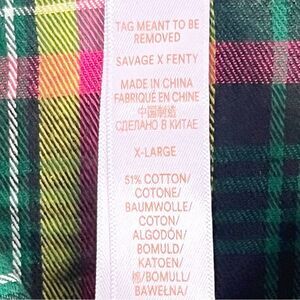 TAG MEANT TO BE
REMOVED
SAVAGE X FENTY
MADE IN CHINA
FABRIQUÉ EN CHINE
中国制造
СДЕЛАНО В КИТАЕ
X-LARGE
51% COTTON/
COTONE/
BAUMWOLLE/
COTON/
ALGODÓN/
BOMULD/
KATOEN/
棉/BOMULL/
BAWEŁNA/